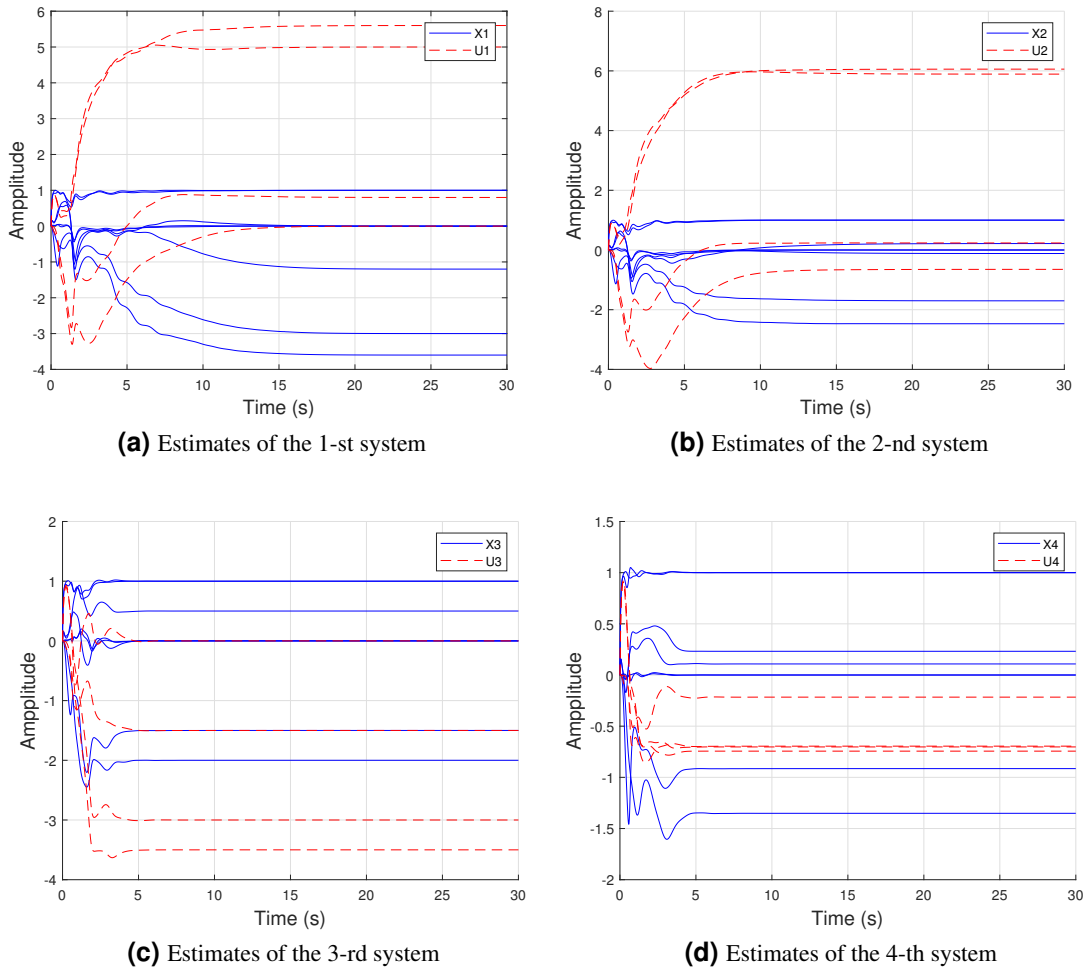 6
5
4
3
2
1
0
-1
-2
-3
-4
Ampplitude
0 5 10 15 20 25 30
Time (s)
X1
U1
(a) Estimates of the 1-st system
8
6
4
2
0
-2
-4
Ampplitude
0 5 10 15 20 25 30
Time (s)
X2
U2
(b) Estimates of the 2-nd system
2
1
0
-1
-2
-3
-4
Ampplitude
0 5 10 15 20 25 30
Time (s)
X3
U3
(c) Estimates of the 3-rd system
1.5
1
0.5
0
-0.5
-1
-1.5
-2
Ampplitude
0 5 10 15 20 25 30
Time (s)
X4
U4
(d) Estimates of the 4-th system